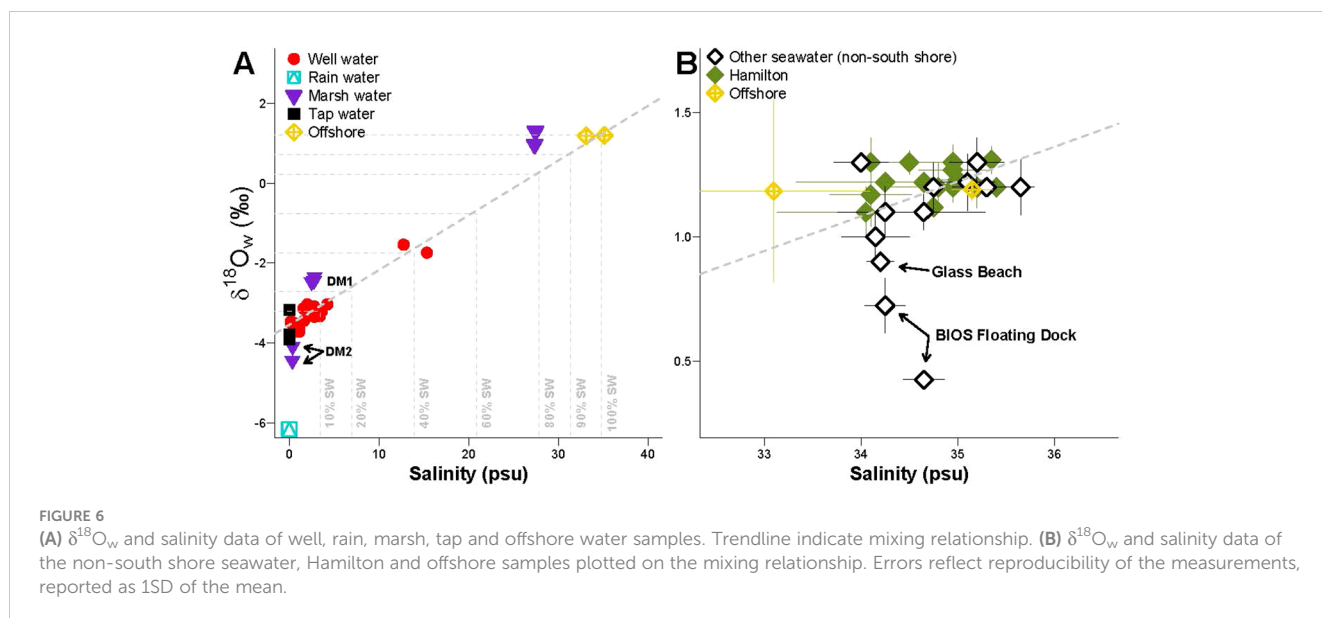 A
Well water
Rain water
Marsh water
Tap water
Offshore
2
0
-2
-4
-6
δ18Ow (‰)
DM1
DM2
10% SW
20% SW
40% SW
60% SW
80% SW
90% SW
100% SW
0 10 20 30 40
Salinity (psu)
B
Other seawater (non-south shore)
Hamilton
Offshore
1.5
1.0
0.5
Glass Beach
BIOS Floating Dock
33 34 35 36
Salinity (psu)
FIGURE 6
(A) δ18Ow and salinity data of well, rain, marsh, tap and offshore water samples. Trendline indicate mixing relationship. (B) δ18Ow and salinity data of
the non-south shore seawater, Hamilton and offshore samples plotted on the mixing relationship. Errors reflect reproducibility of the measurements,
reported as 1SD of the mean.